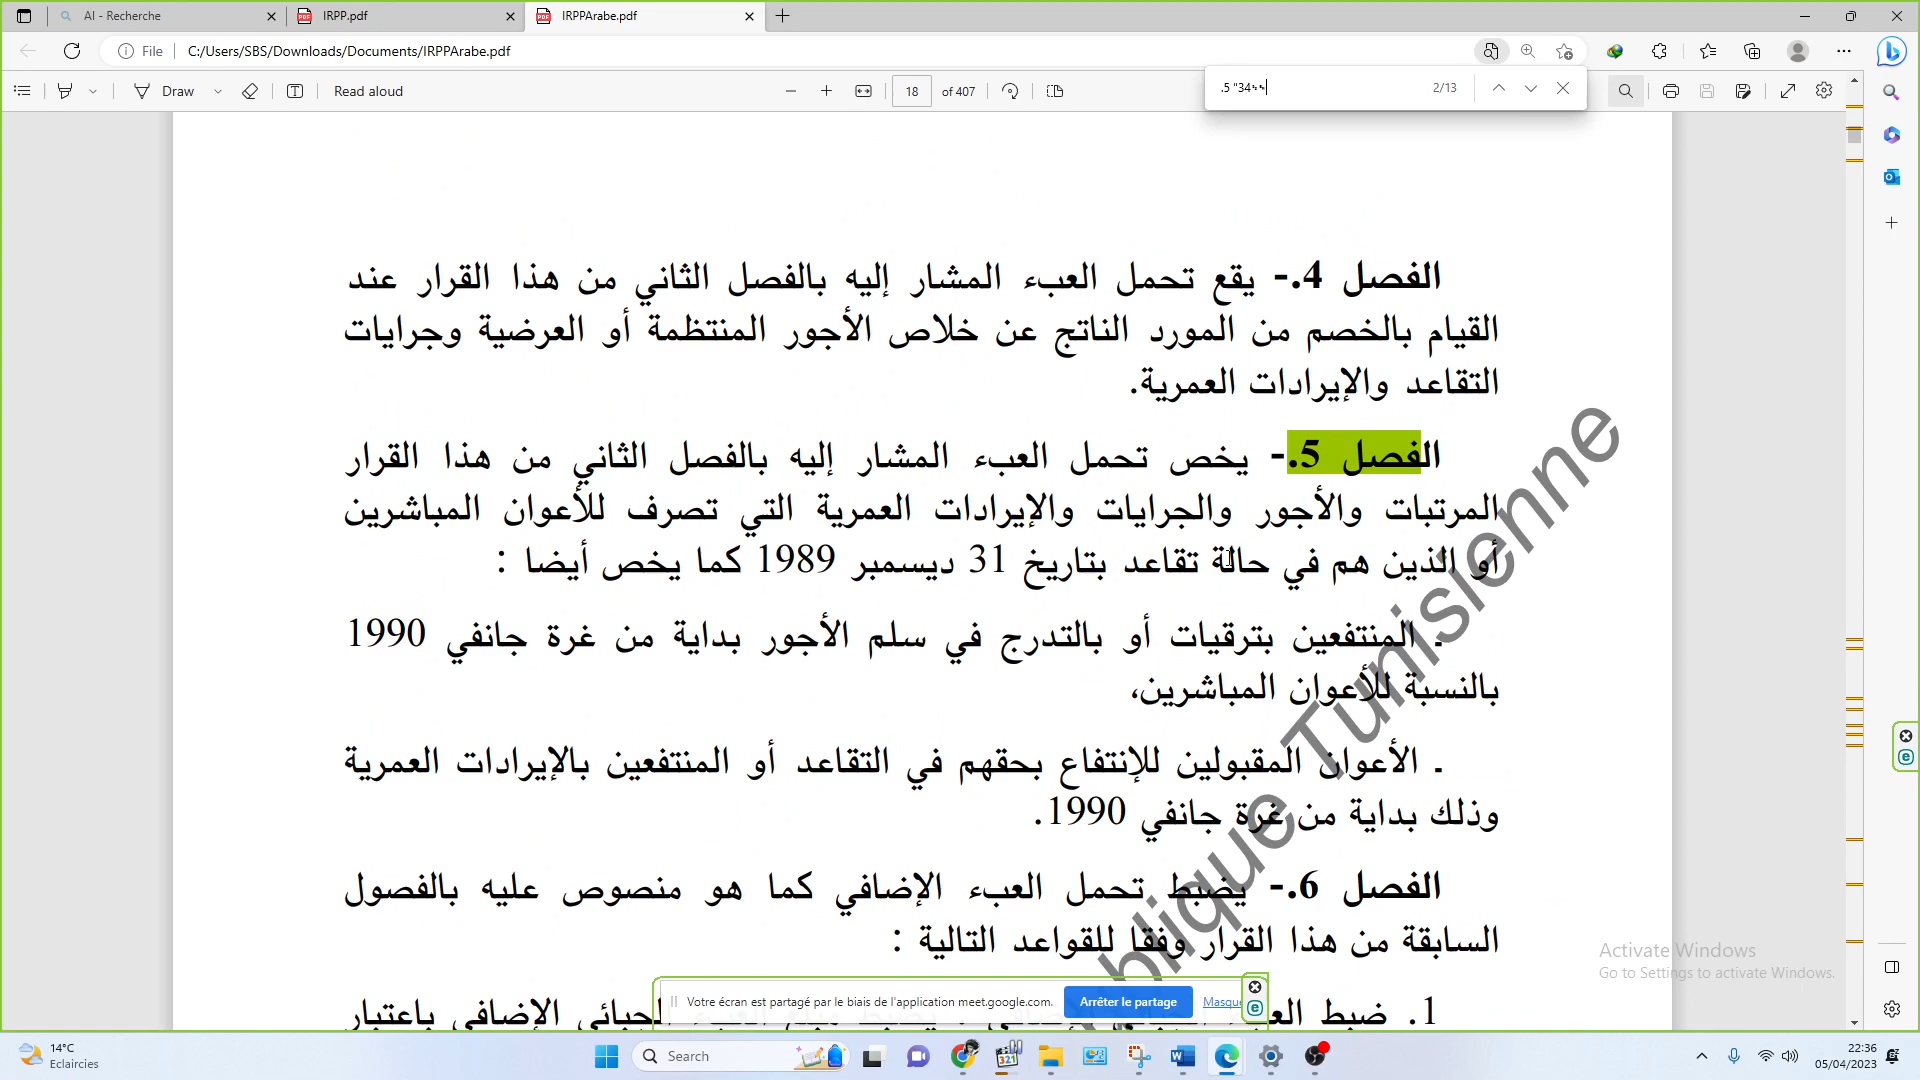 AI - Recherche
IRPP.pdf
IRPPArabe.pdf
File
C:/Users/SBS/Downloads/Documents/IRPPArabe.pdf
Draw
Read aloud
18
of 407
2/13
الفصل 4.- يقع تحمل العبء المشار إليه بالفصل الثاني من هذا القرار عند
القيام بالخصم من المورد الناتج عن خلاص الأجور المنتظمة أو العرضية وجرايات
التقاعد والإيرادات العمرية.
الفصل 5.- يخص تحمل العبء المشار إليه بالفصل الثاني من هذا القرار
المرتبات والأجور والجرايات والإيرادات العمرية التي تصرف للأعوان المباشرين
أو الذين هم في حالة تقاعد بتاريخ 31 ديسمبر 1989 كما يخص أيضا :
ـ المنتفعين بترقيات أو بالتدرج في سلم الأجور بداية من غرة جانفي 1990
بالنسبة للأعوان المباشرين،
ـ الأعوان المقبولين للإنتفاع بحقهم في التقاعد أو المنتفعين بالإيرادات العمرية
وذلك بداية من غرة جانفي 1990.
الفصل 6.- يضبط تحمل العبء الإضافي كما هو منصوص عليه بالفصول
السابقة من هذا القرار وفقا للقواعد التالية :
blique Tunisienne
Activate Windows
Go to Settings to activate Windows.
Votre écran est partagé par le biais de l'application meet.google.com.
Arrêter le partage
14°C
Eclaircies
Search
22:36
05/04/2023